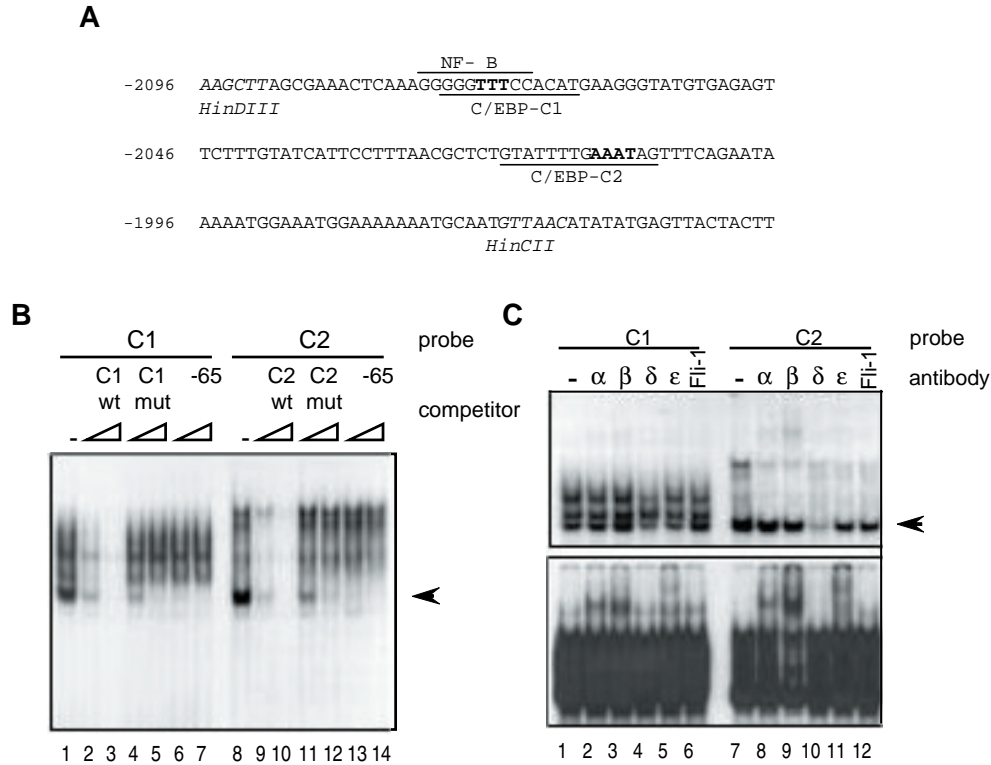 A
NF- B
-2096 AAGCTTAGCGAAACTCAAAGGGGGTTTCCACATGAAGGGTATGTGAGAGT
HinDIII C/EBP-C1
-2046 TCTTTGTATCATTCCTTTAACGCTCTGTATTTTGAAATAGTTTCAGAATA
C/EBP-C2
-1996 AAAATGGAAATGGAAAAAAATGCAATGTTAACATATATGAGTTACTACTT
HinCII
B
C1 C2 probe
C1 wt C1 mut -65 C2 wt C2 mut -65 competitor
- -
1 2 3 4 5 6 7 8 9 10 11 12 13 14
C
C1 C2 probe
- α β δ ε Fli-1 - α β δ ε Fli-1 antibody
1 2 3 4 5 6 7 8 9 10 11 12